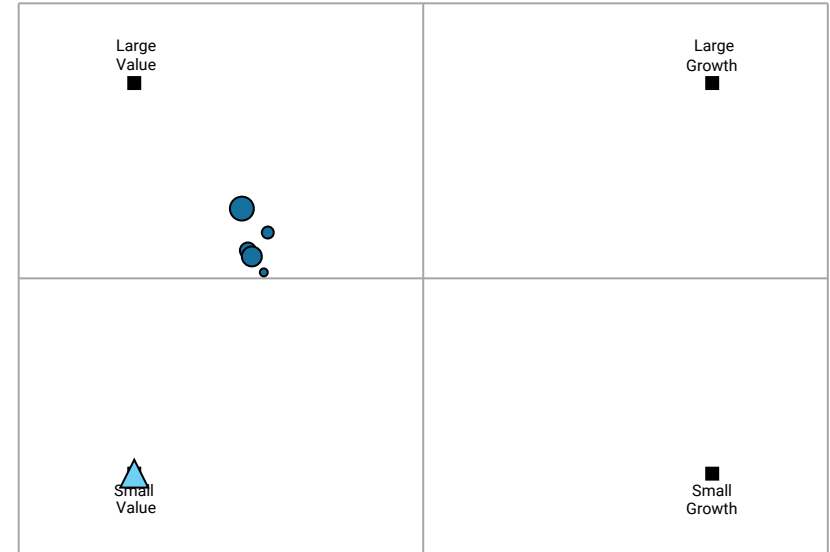 Large
Value
Large
Growth
Small
Value
Small
Growth